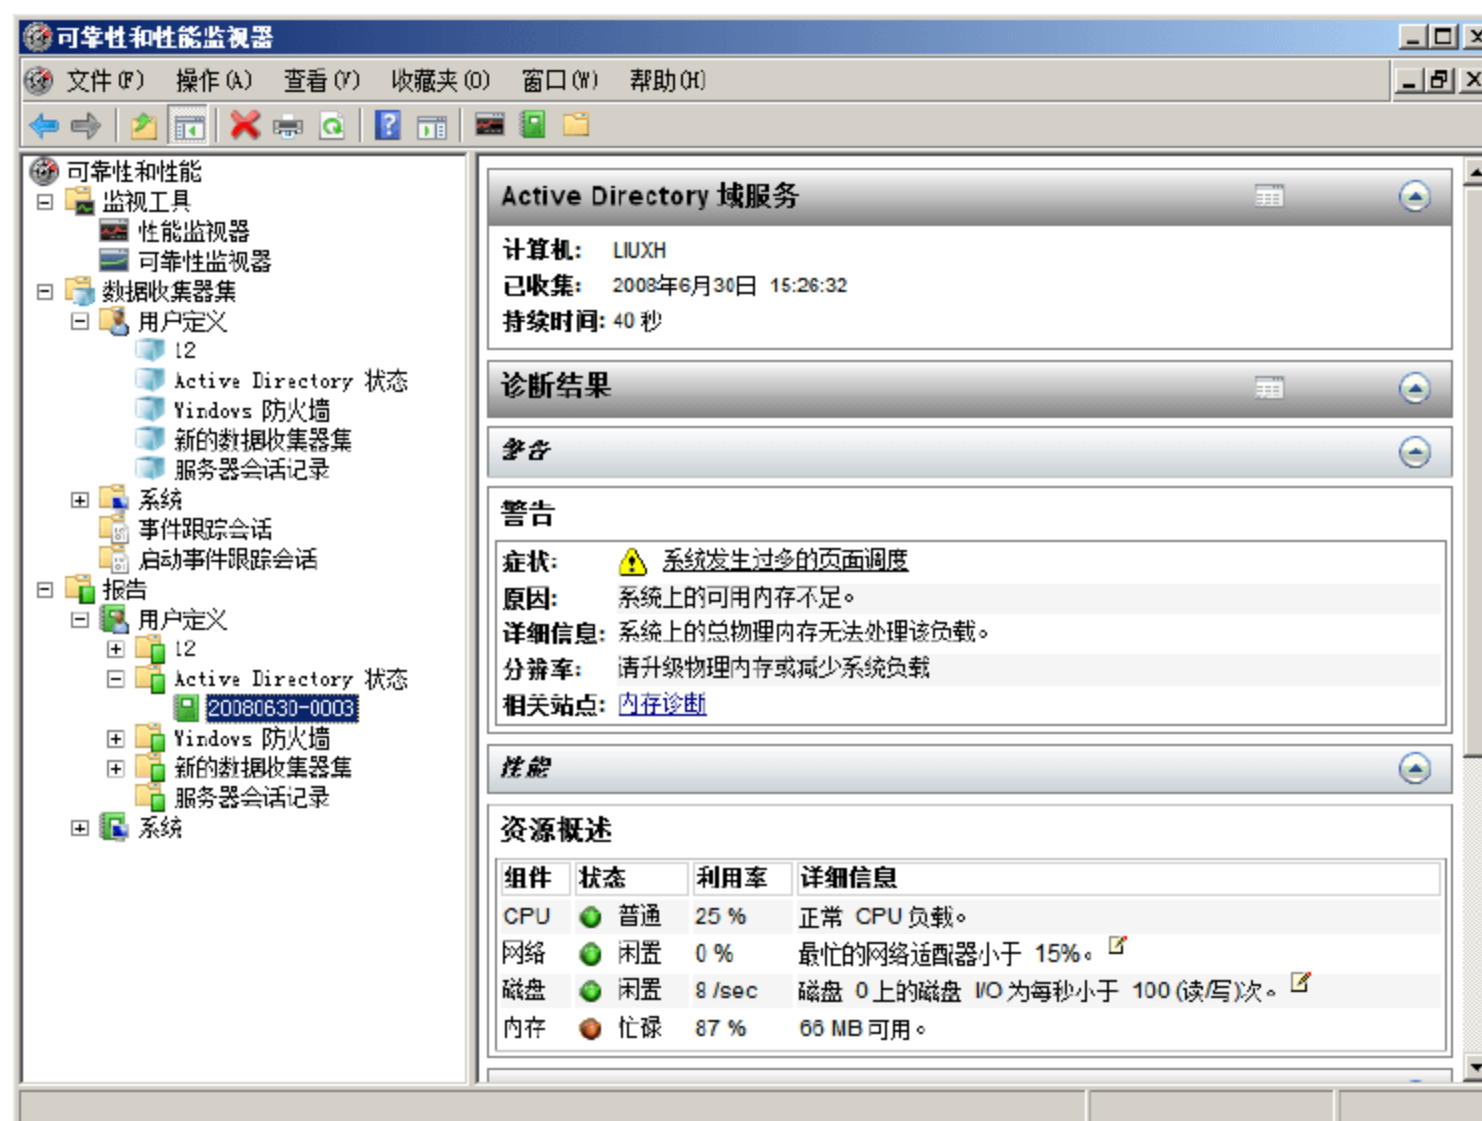 可靠性和性能监视器
文件(F) 操作(A) 查看(V) 收藏夹(O) 窗口(W) 帮助(H)
可靠性和性能
监视工具
性能监视器
可靠性监视器
数据收集器集
用户定义
12
Active Directory 状态
Windows 防火墙
新的数据收集器集
服务器会话记录
系统
事件跟踪会话
启动事件跟踪会话
报告
用户定义
12
Active Directory 状态
20080630-0003
Windows 防火墙
新的数据收集器集
服务器会话记录
系统
Active Directory 域服务
计算机: LIUXH
已收集: 2008年6月30日 15:26:32
持续时间: 40 秒
诊断结果
警告
警告
症状: 系统发生过多的页面调度
原因: 系统上的可用内存不足。
详细信息: 系统上的总物理内存无法处理该负载。
分辨率: 请升级物理内存或减少系统负载
相关站点: 内存诊断
性能
资源概述
组件 状态 利用率 详细信息
CPU 普通 25 % 正常 CPU 负载。
网络 闲置 0 % 最忙的网络适配器小于 15%。
磁盘 闲置 8 /sec 磁盘 0 上的磁盘 I/O 为每秒小于 100 (读/写)次。
内存 忙碌 87 % 66 MB 可用。